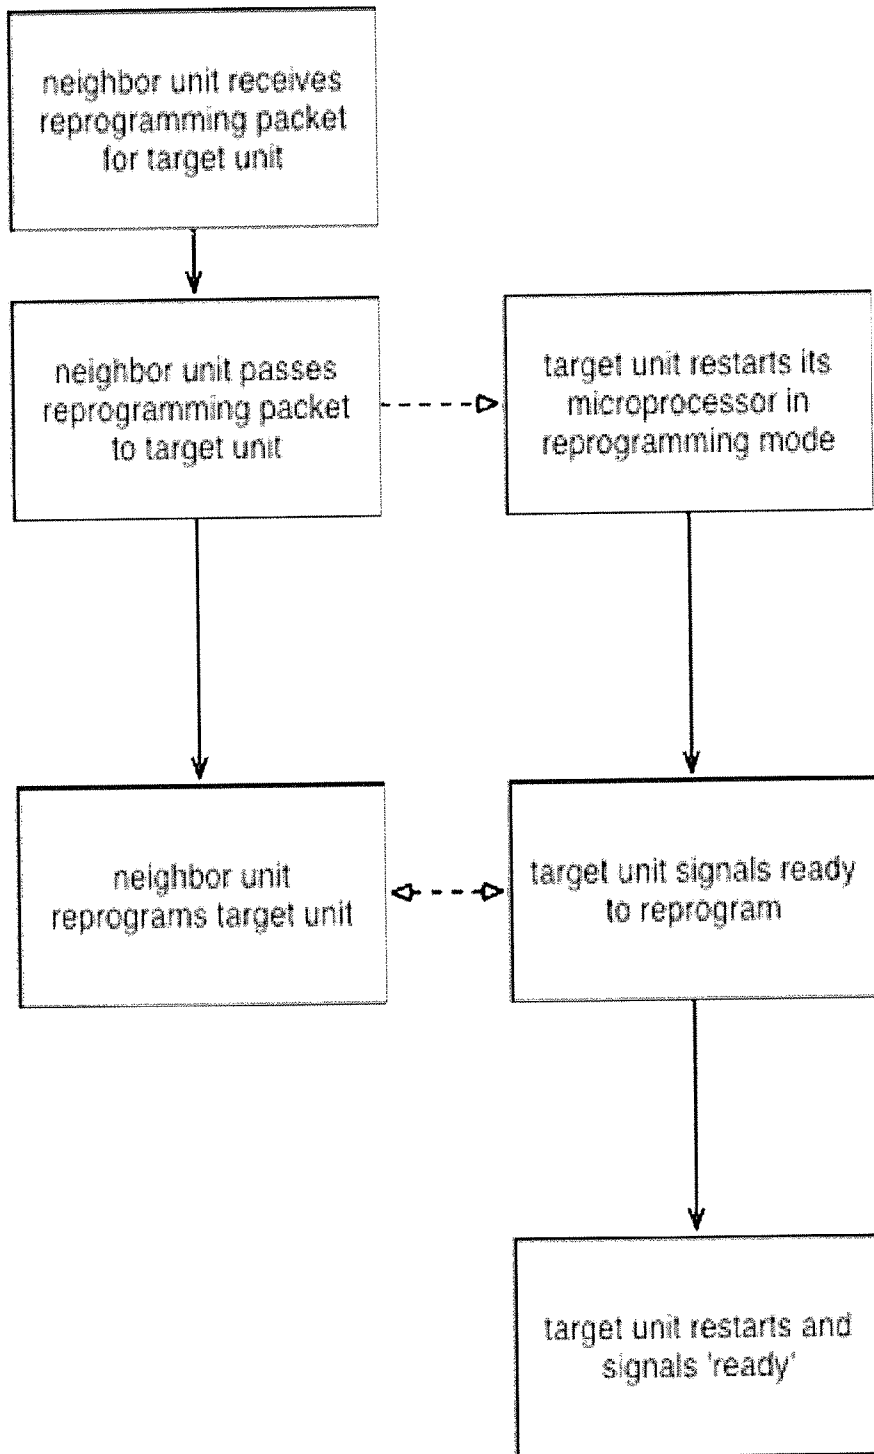 neighbor unit receives
reprogramming packet
for target unit
neighbor unit passes
reprogramming packet
to target unit
target unit restarts its
microprocessor in
reprogramming mode
neighbor unit
reprograms target unit
target unit signals ready
to reprogram
target unit restarts and
signals 'ready'